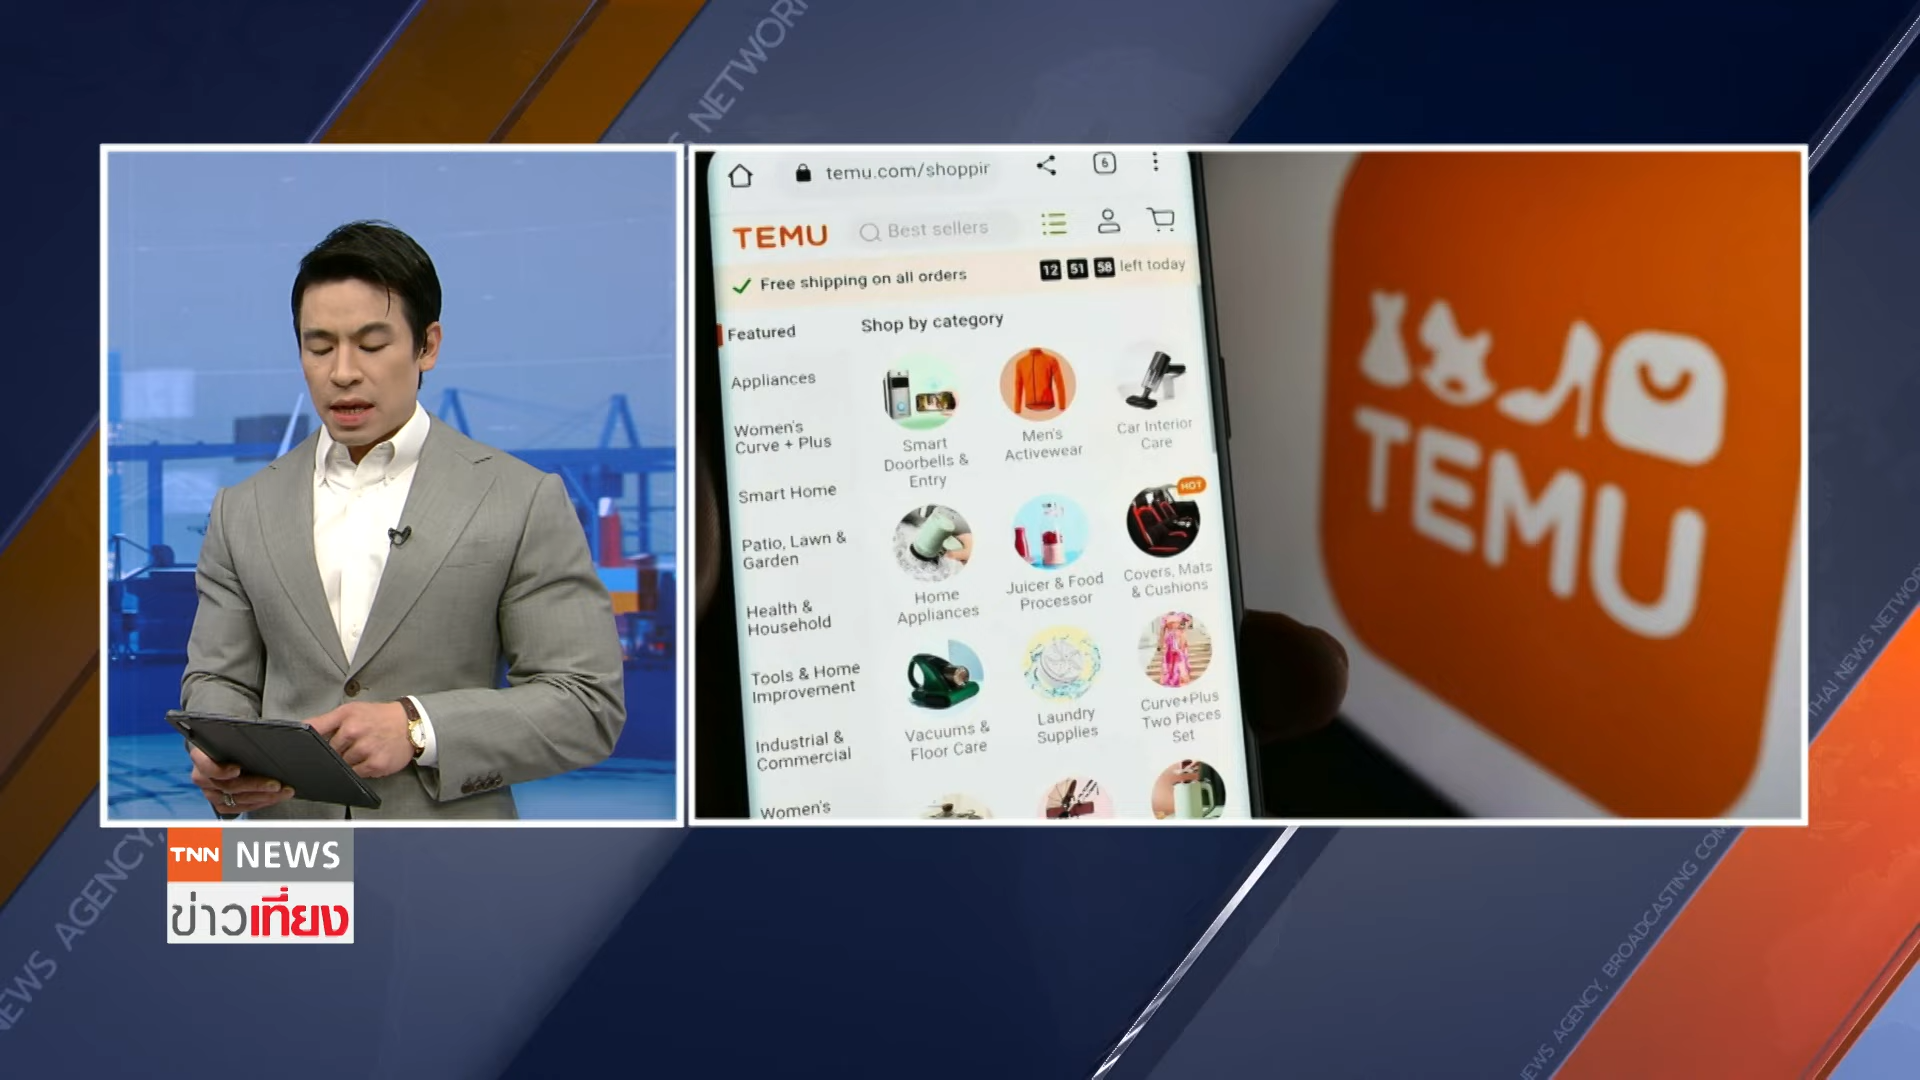 NEWS NETWORK
temu.com/shoppir
6
TEMU
Best sellers
Free shipping on all orders
12 51 58 left today
Featured
Shop by category
Appliances
Women's
Curve + Plus
Smart Home
Patio, Lawn &
Garden
Health &
Household
Tools & Home
Improvement
Industrial &
Commercial
Women's
Smart
Doorbells &
Entry
Men's
Activewear
Car Interior
Care
HOT
Home
Appliances
Juicer & Food
Processor
Covers, Mats
& Cushions
Vacuums &
Floor Care
Laundry
Supplies
Curve+Plus
Two Pieces
Set
TEMU
TNN NEWS
ข่าวเที่ยง
NEWS AGENCY,
THAI NEWS NETWORK
NEWS AGENCY, BROADCASTING COM